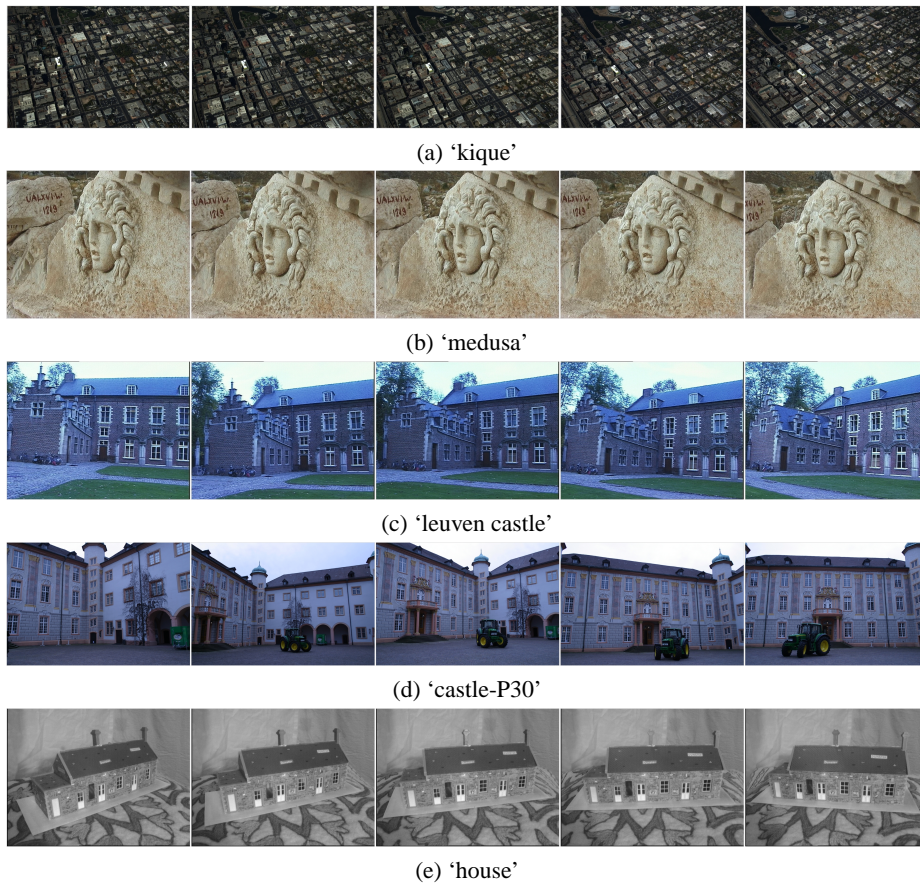 (a) ‘kique’
(b) ‘medusa’
(c) ‘leuven castle’
(d) ‘castle-P30’
(e) ‘house’